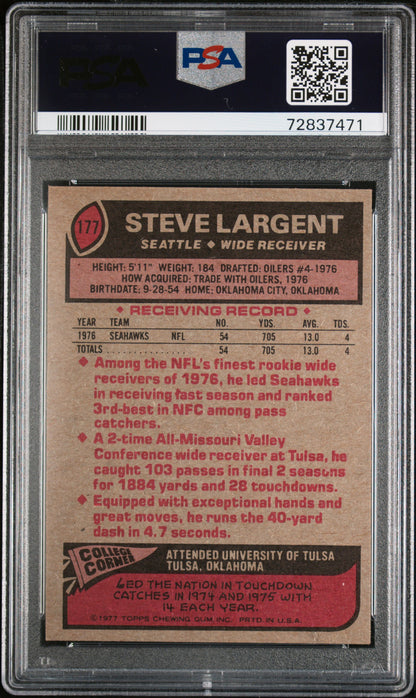 PSA
PSA
72837471
177
STEVE LARGENT
SEATTLE ◆ WIDE RECEIVER
HEIGHT: 5'11" WEIGHT: 184 DRAFTED: OILERS #4-1976
HOW ACQUIRED: TRADE WITH OILERS, 1976
BIRTHDATE: 9-28-54 HOME: OKLAHOMA CITY, OKLAHOMA
◆ RECEIVING RECORD ◆
YEAR TEAM NO. YDS. AVG. TDS.
1976 SEAHAWKS NFL 54 705 13.0 4
TOTALS .................. 54 705 13.0 4
◆ Among the NFL's finest rookie wide
receivers of 1976, he led Seahawks
in receiving last season and ranked
3rd-best in NFC among pass
catchers.
◆ A 2-time All-Missouri Valley
Conference wide receiver at Tulsa, he
caught 103 passes in final 2 seasons
for 1884 yards and 28 touchdowns.
◆ Equipped with exceptional hands and
great moves, he runs the 40-yard
dash in 4.7 seconds.
COLLEGE
CORNER
ATTENDED UNIVERSITY OF TULSA
TULSA, OKLAHOMA
LED THE NATION IN TOUCHDOWN
CATCHES IN 1974 AND 1975 WITH
14 EACH YEAR.
© 1977 TOPPS CHEWING GUM, INC. PRTD IN U.S.A.